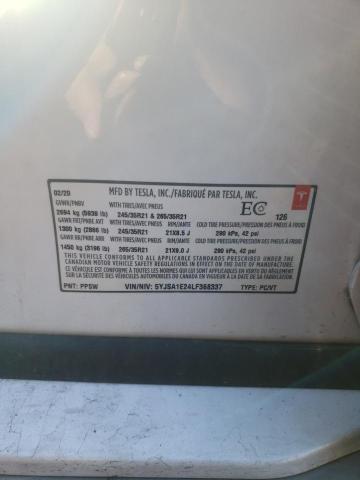 02/20 MFD BY TESLA, INC./FABRIQUÉ PAR TESLA, INC.
GVWR/PNBV WITH TIRES/AVEC PNEUS EC 126
2694 kg (5938 lb) 245/35R21 & 265/35R21
GAWR FRT/PNBE AVT WITH TIRES/AVEC PNEUS RIM/JANTE COLD TIRE PRESSURE/PRESSION DES PNEUS À FROID
1300 kg (2866 lb) 245/35R21 21X8.5 J 290 kPa, 42 psi
GAWR RR/PNBE ARR WITH TIRES/AVEC PNEUS RIM/JANTE COLD TIRE PRESSURE/PRESSION DES PNEUS À FROID
1450 kg (3196 lb) 265/35R21 21X9.0 J 290 kPa, 42 psi
THIS VEHICLE CONFORMS TO ALL APPLICABLE STANDARDS PRESCRIBED UNDER THE
CANADIAN MOTOR VEHICLE SAFETY REGULATIONS IN EFFECT ON THE DATE OF
MANUFACTURE. / CE VÉHICULE EST CONFORME À TOUTES LES NORMES QUI LUI
SONT APPLICABLES EN VERTU DU RÈGLEMENT SUR LA SÉCURITÉ DES
VÉHICULES AUTOMOBILES DU CANADA EN VIGUEUR À LA DATE DE SA FABRICATION.
PNT: PPSW VIN/NIV: 5YJSA1E24LF368337 TYPE: PC/VT